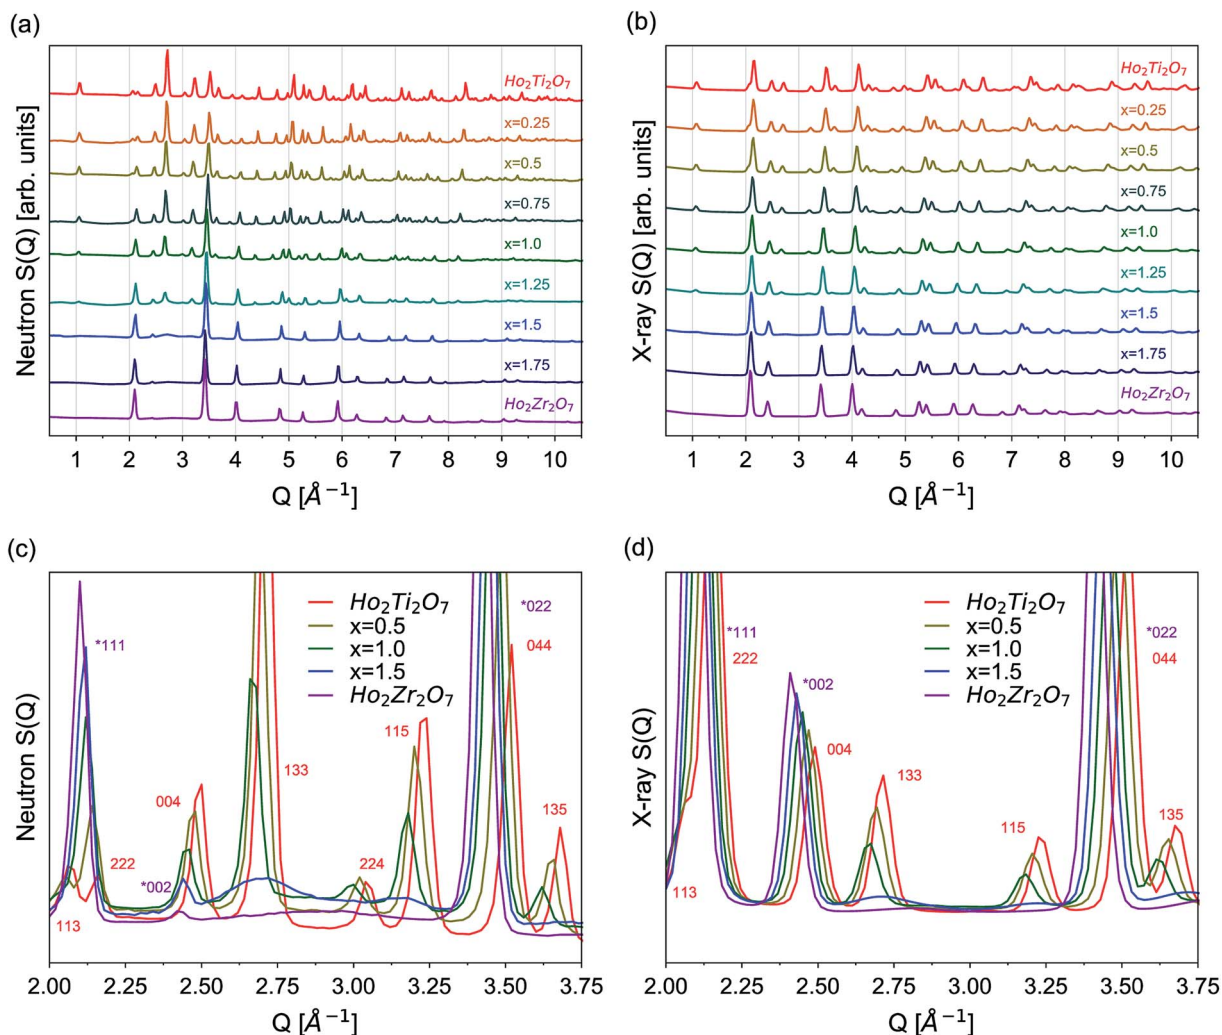 (a)
Neutron S(Q) [arb. units]
Ho2Ti2O7
x=0.25
x=0.5
x=0.75
x=1.0
x=1.25
x=1.5
x=1.75
Ho2Zr2O7
1 2 3 4 5 6 7 8 9 10
Q [Å−1]
(b)
X-ray S(Q) [arb. units]
Ho2Ti2O7
x=0.25
x=0.5
x=0.75
x=1.0
x=1.25
x=1.5
x=1.75
Ho2Zr2O7
1 2 3 4 5 6 7 8 9 10
Q [Å−1]
(c)
Neutron S(Q)
Ho2Ti2O7
x=0.5
x=1.0
x=1.5
Ho2Zr2O7
*022
*111
044
115
133
004
135
222
224
*002
113
2.00 2.25 2.50 2.75 3.00 3.25 3.50 3.75
Q [Å−1]
(d)
X-ray S(Q)
Ho2Ti2O7
x=0.5
x=1.0
x=1.5
Ho2Zr2O7
*111
*022
222
044
*002
004
133
115
135
113
2.00 2.25 2.50 2.75 3.00 3.25 3.50 3.75
Q [Å−1]